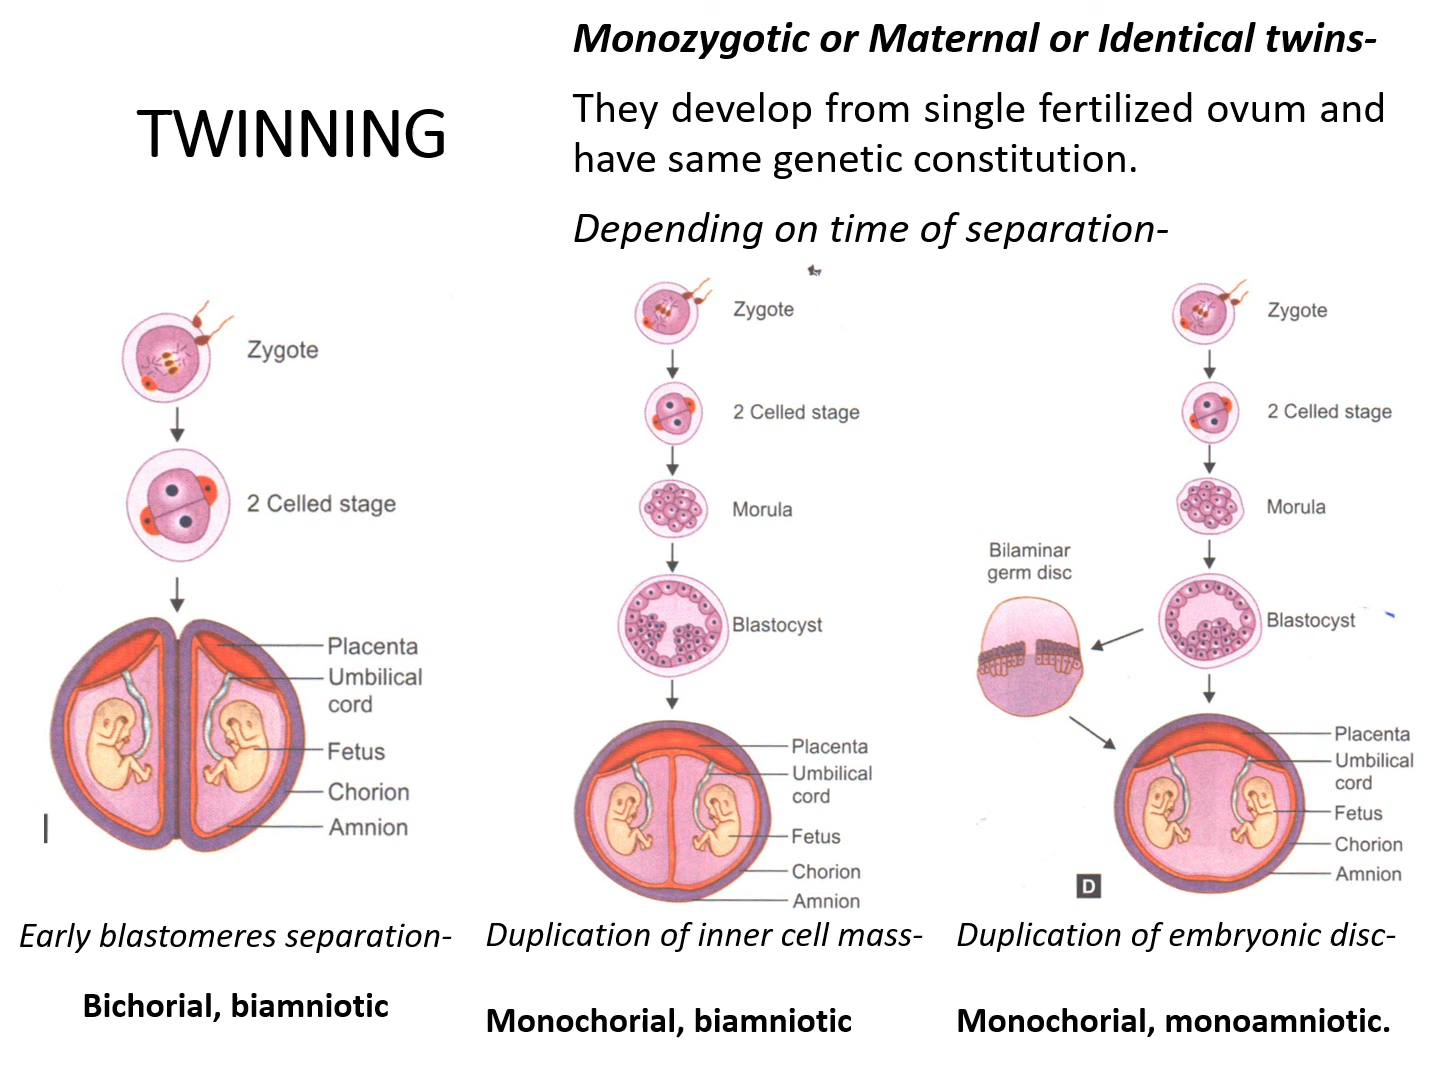 TWINNING
Monozygotic or Maternal or Identical twins-
They develop from single fertilized ovum and
have same genetic constitution.
Depending on time of separation-
Zygote
2 Celled stage
Placenta
Umbilical
cord
Fetus
Chorion
Amnion
Early blastomeres separation-
Bichorial, biamniotic
Zygote
2 Celled stage
Morula
Blastocyst
Placenta
Umbilical
cord
Fetus
Chorion
Amnion
Duplication of inner cell mass-
Monochorial, biamniotic
Zygote
2 Celled stage
Morula
Bilaminar
germ disc
Blastocyst
Placenta
Umbilical
cord
Fetus
Chorion
Amnion
D
Duplication of embryonic disc-
Monochorial, monoamniotic.